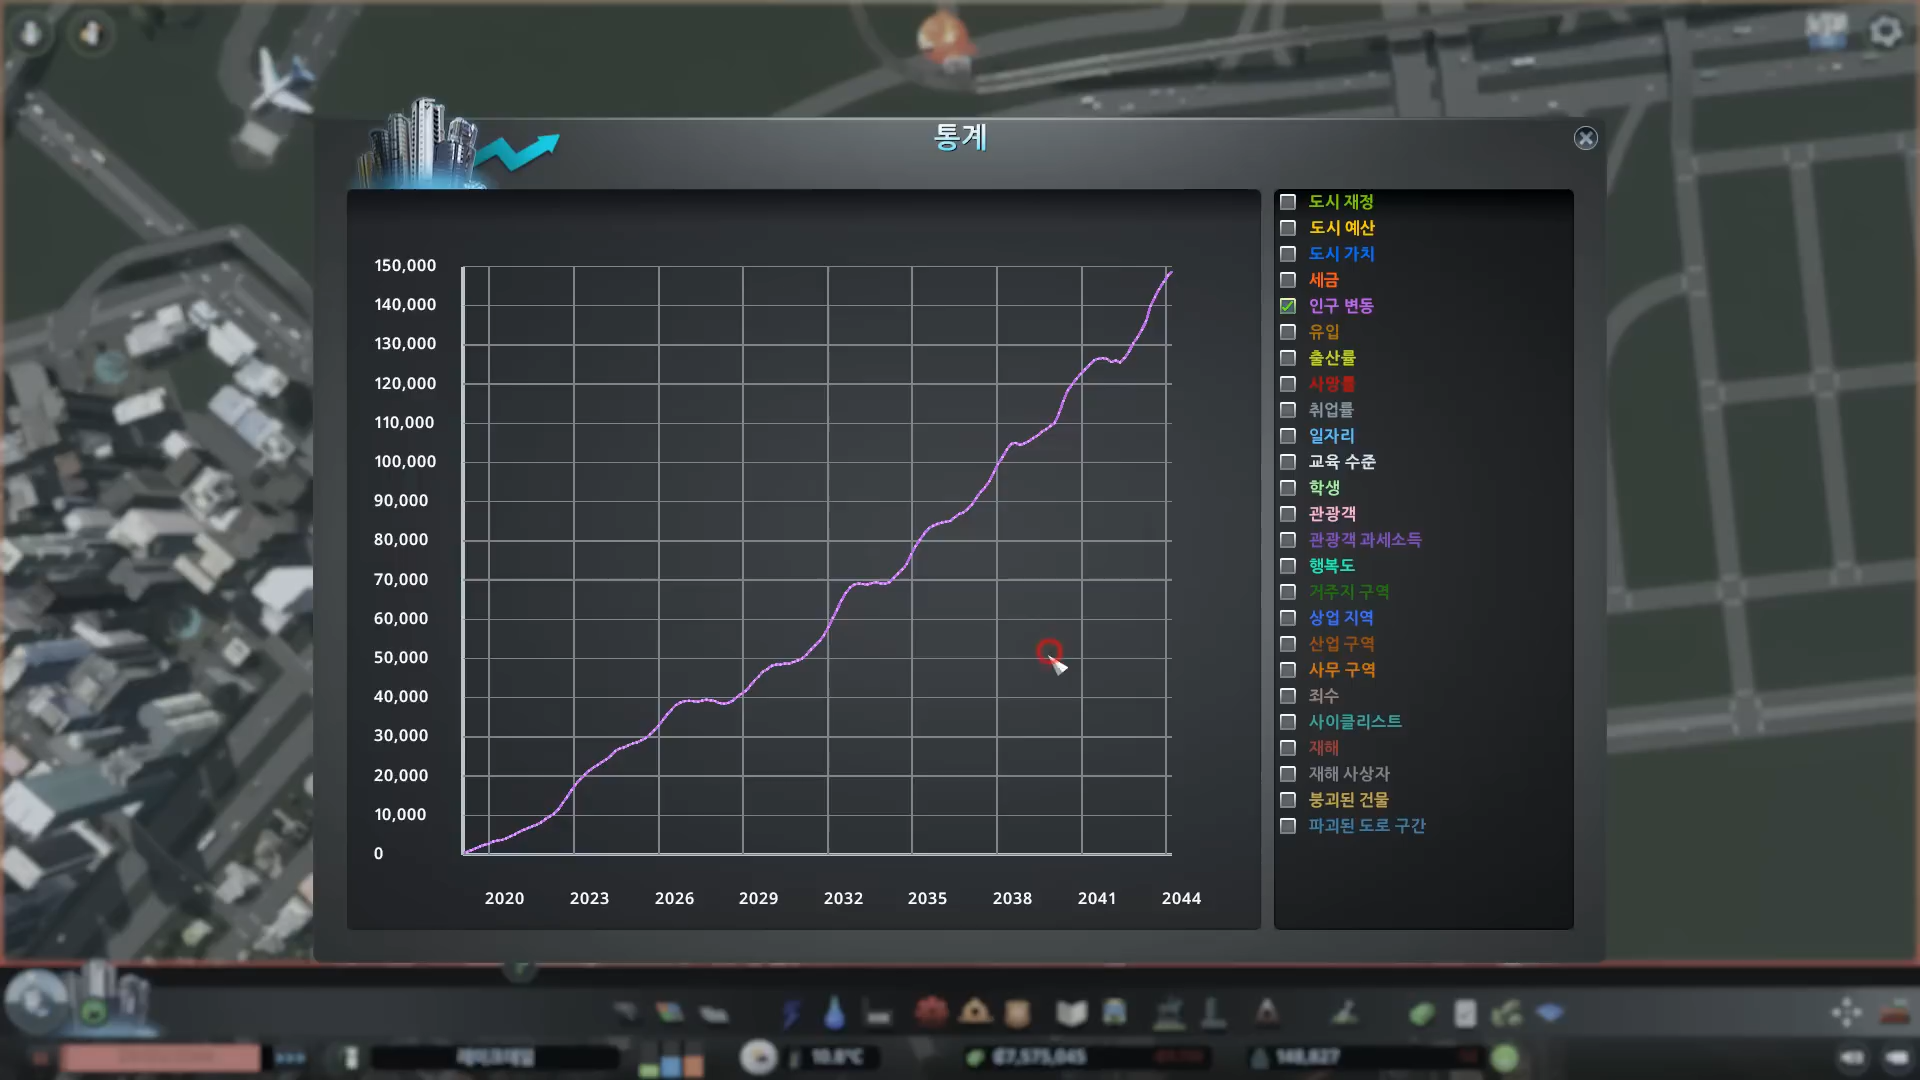 통계
150,000
140,000
130,000
120,000
110,000
100,000
90,000
80,000
70,000
60,000
50,000
40,000
30,000
20,000
10,000
0
2020 2023 2026 2029 2032 2035 2038 2041 2044
도시 재정
도시 예산
도시 가치
세금
인구 변동
유입
출산률
사망률
취업률
일자리
교육 수준
학생
관광객
관광객 과세소득
행복도
거주지 구역
상업 지역
산업 구역
사무 구역
죄수
사이클리스트
재해
재해 사상자
붕괴된 건물
파괴된 도로 구간
10.8°C ₡7,575,045 148,827